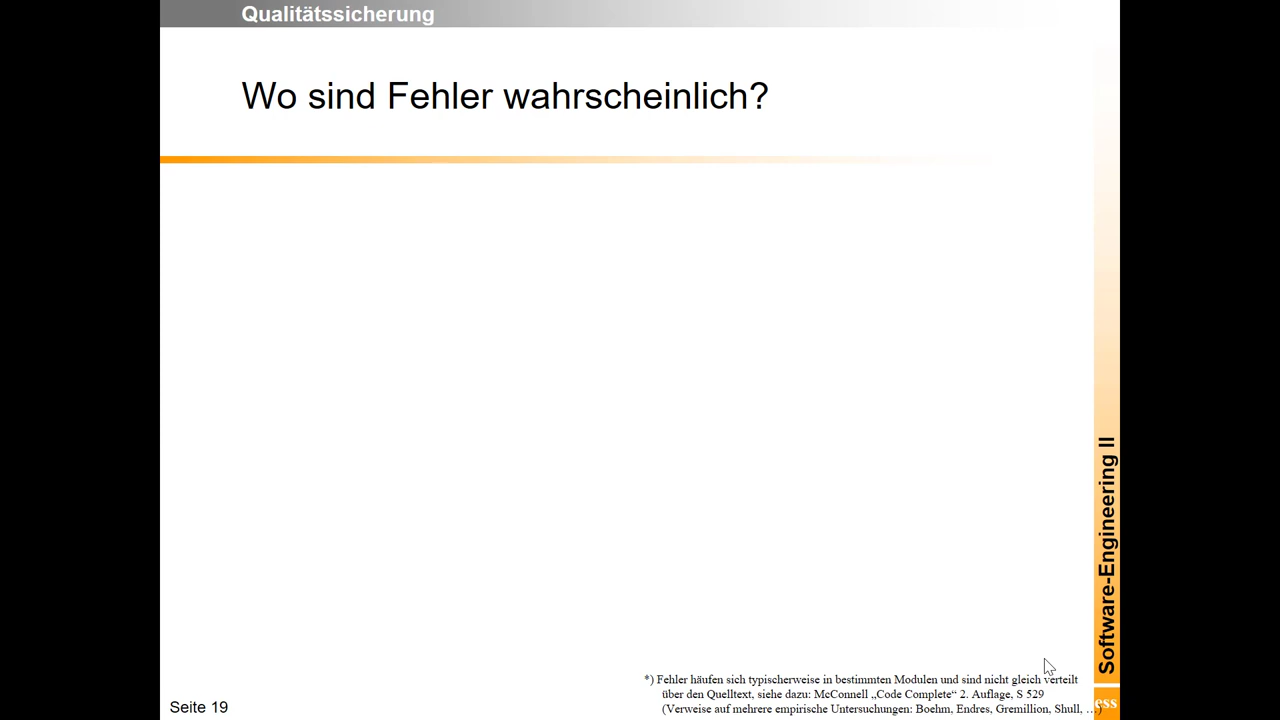 Qualitätssicherung
Wo sind Fehler wahrscheinlich?
Software-Engineering II
*) Fehler häufen sich typischerweise in bestimmten Modulen und sind nicht gleich verteilt
über den Quelltext, siehe dazu: McConnell „Code Complete“ 2. Auflage, S 529
(Verweise auf mehrere empirische Untersuchungen: Boehm, Endres, Gremillion, Shull, …)
ess
Seite 19